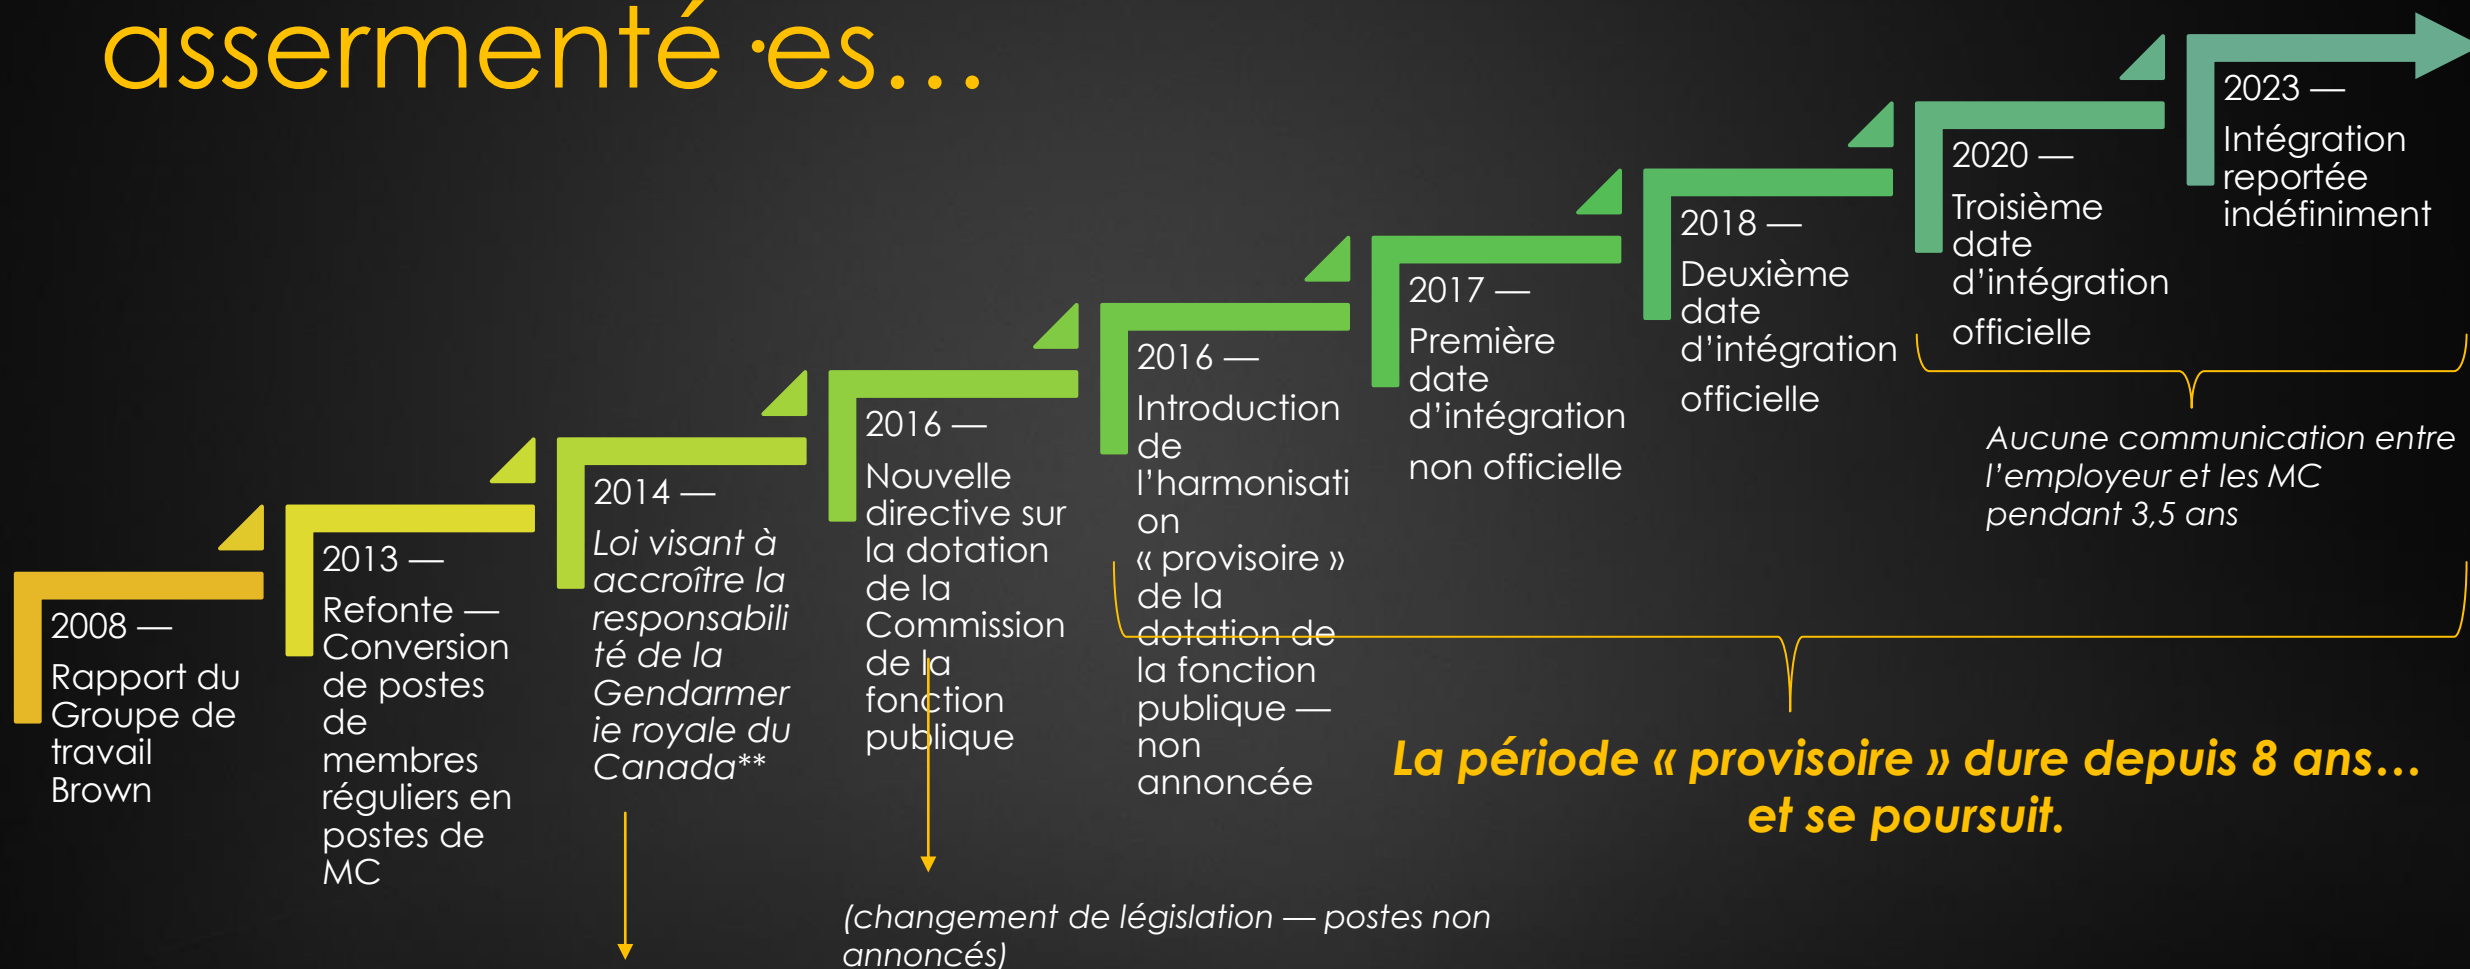 assermenté·es…
2008 —
Rapport du
Groupe de
travail
Brown
2013 —
Refonte —
Conversion
de postes
de
membres
réguliers en
postes de
MC
2014 —
Loi visant à
accroître la
responsabili
té de la
Gendarmer
ie royale du
Canada**
2016 —
Nouvelle
directive sur
la dotation
de la
Commission
de la
fonction
publique
(changement de législation — postes non
annoncés)
2016 —
Introduction
de
l’harmonisati
on
« provisoire »
de la
dotation de
la fonction
publique —
non
annoncée
2017 —
Première
date
d’intégration
non officielle
2018 —
Deuxième
date
d’intégration
officielle
2020 —
Troisième
date
d’intégration
officielle
2023 —
Intégration
reportée
indéfiniment
Aucune communication entre
l’employeur et les MC
pendant 3,5 ans
La période « provisoire » dure depuis 8 ans…
et se poursuit.